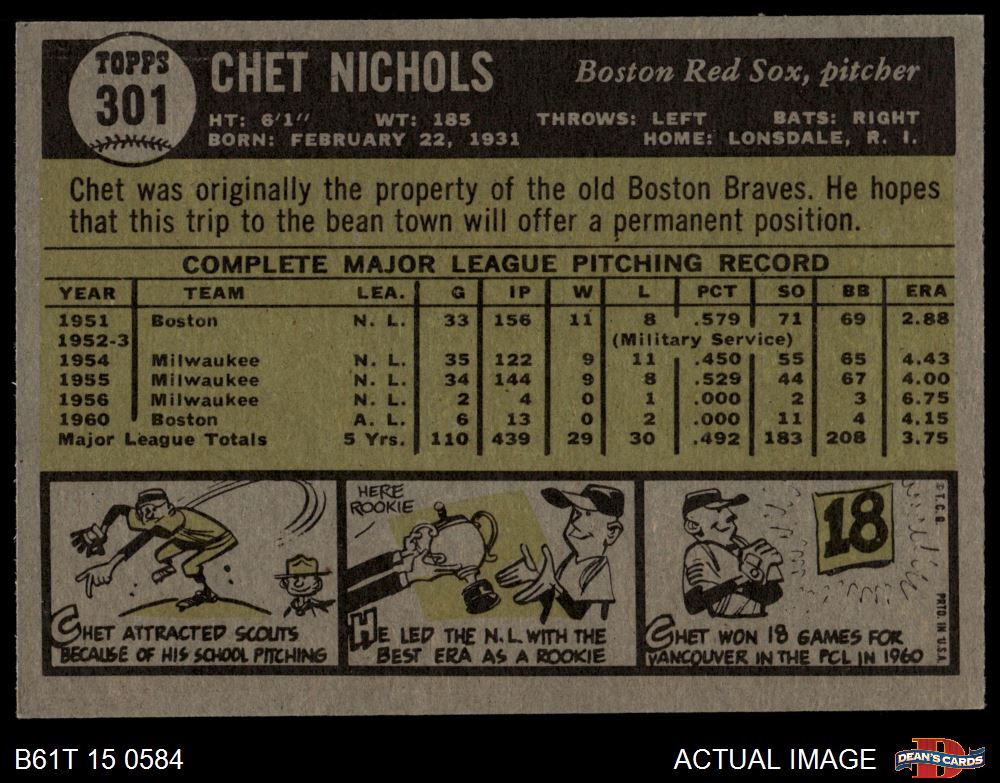 TOPPS
301
CHET NICHOLS
Boston Red Sox, pitcher
HT: 6'1" WT: 185 THROWS: LEFT BATS: RIGHT
BORN: FEBRUARY 22, 1931 HOME: LONSDALE, R. I.
Chet was originally the property of the old Boston Braves. He hopes
that this trip to the bean town will offer a permanent position.
COMPLETE MAJOR LEAGUE PITCHING RECORD
YEAR TEAM LEA. G IP W L PCT SO BB ERA
1951 Boston N. L. 33 156 11 8 .579 71 69 2.88
1952-3 (Military Service)
1954 Milwaukee N. L. 35 122 9 11 .450 55 65 4.43
1955 Milwaukee N. L. 34 144 9 8 .529 44 67 4.00
1956 Milwaukee N. L. 2 4 0 1 .000 2 3 6.75
1960 Boston A. L. 6 13 0 2 .000 11 4 4.15
Major League Totals 5 Yrs. 110 439 29 30 .492 183 208 3.75
CHET ATTRACTED SCOUTS
BECAUSE OF HIS SCHOOL PITCHING
HERE
ROOKIE
HE LED THE N.L. WITH THE
BEST ERA AS A ROOKIE
18
CHET WON 18 GAMES FOR
VANCOUVER IN THE PCL IN 1960
© T. C. G.
PRTD. IN U.S.A.
B61T 15 0584
ACTUAL IMAGE
D
DEAN'S CARDS